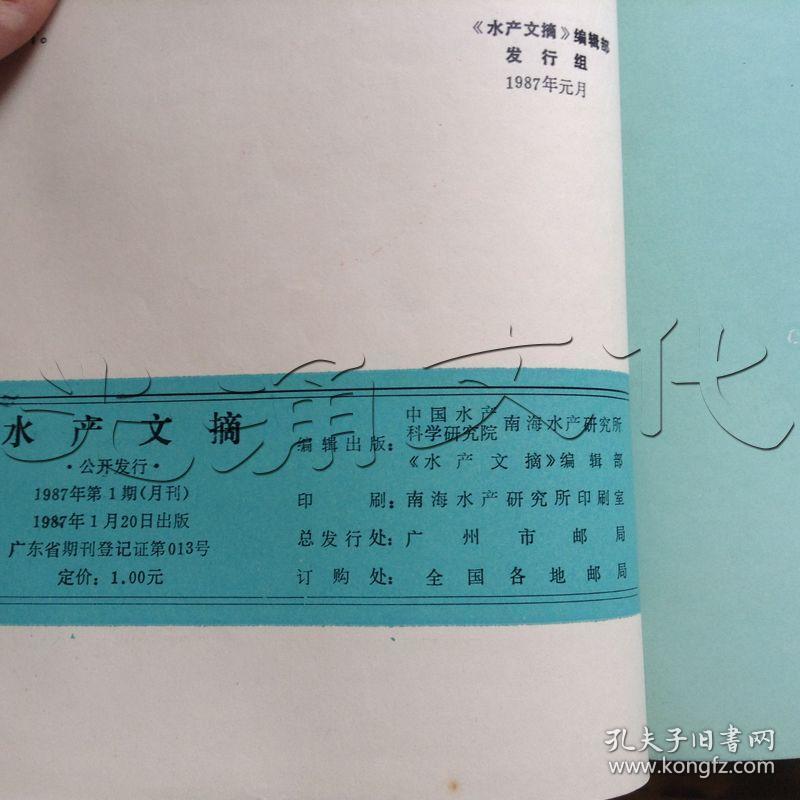 。
《水产文摘》编辑部
发行组
1987年元月
水产文摘
·公开发行·
1987年第1期(月刊)
1987年1月20日出版
广东省期刊登记证第013号
定价：1.00元
编辑出版：中国水产科学研究院南海水产研究所
《水产文摘》编辑部
印刷：南海水产研究所印刷室
总发行处：广州市邮局
订购处：全国各地邮局
角文化
孔夫子旧书网
www.kongfz.com